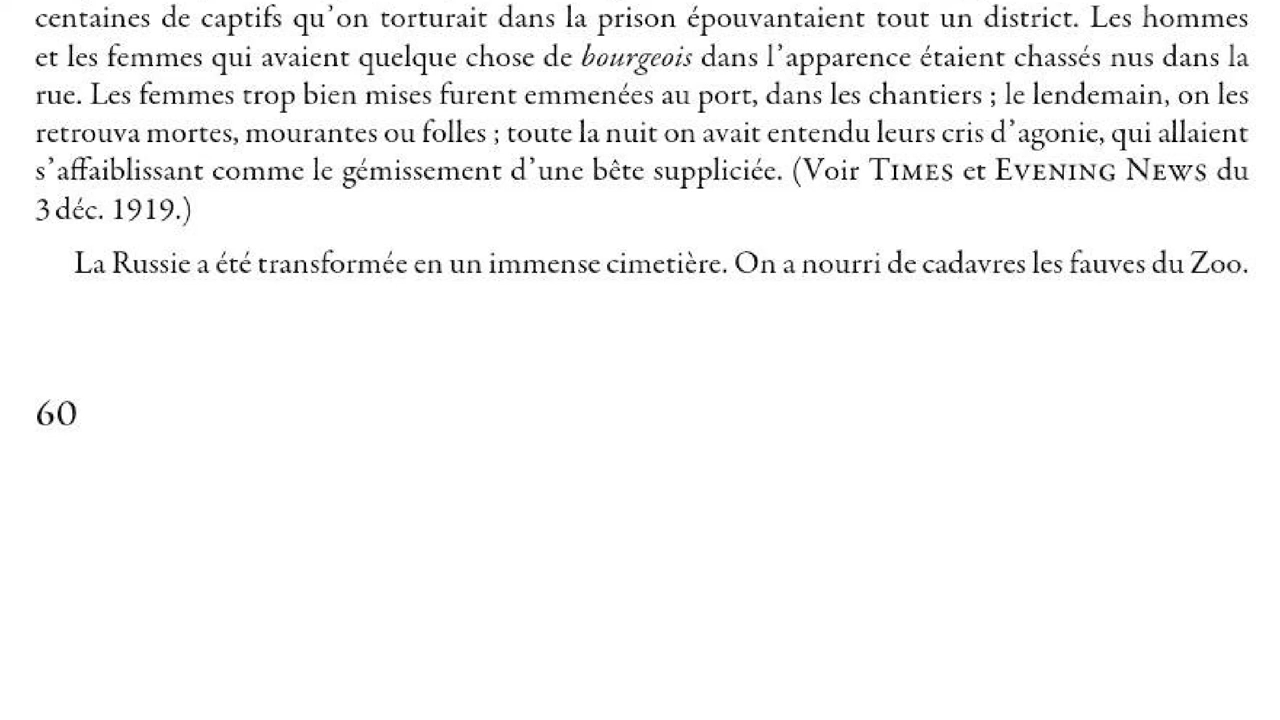 centaines de captifs qu'on torturait dans la prison épouvantaient tout un district. Les hommes
et les femmes qui avaient quelque chose de bourgeois dans l'apparence étaient chassés nus dans la
rue. Les femmes trop bien mises furent emmenées au port, dans les chantiers ; le lendemain, on les
retrouva mortes, mourantes ou folles ; toute la nuit on avait entendu leurs cris d'agonie, qui allaient
s'affaiblissant comme le gémissement d'une bête suppliciée. (Voir TIMES et EVENING NEWS du
3 déc. 1919.)
La Russie a été transformée en un immense cimetière. On a nourri de cadavres les fauves du Zoo.
60